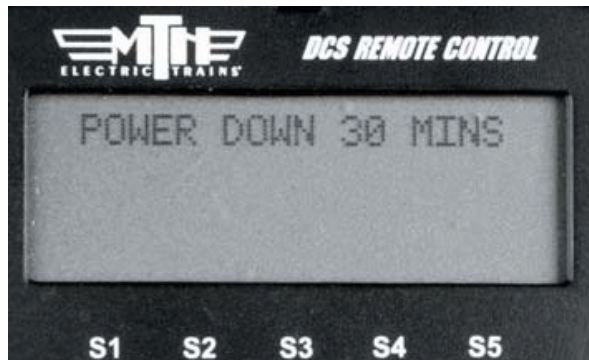 MTH
ELECTRIC TRAINS®
DCS REMOTE CONTROL
POWER DOWN 30 MINS
S1 S2 S3 S4 S5